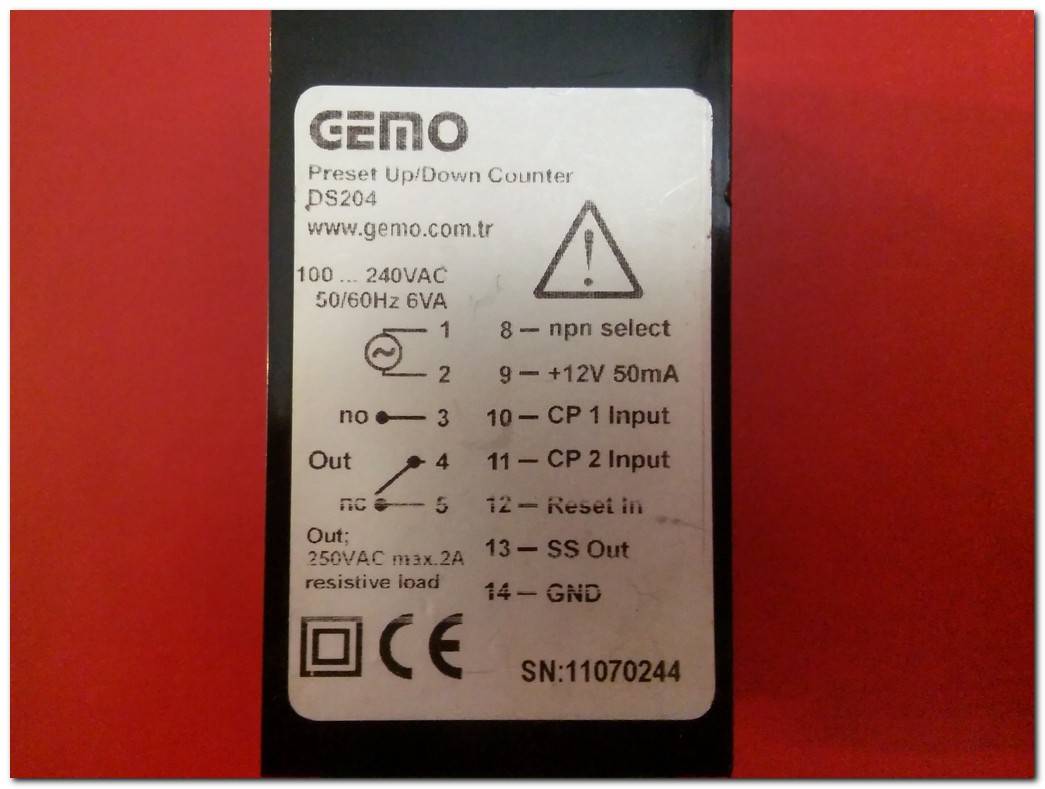 GEMO
Preset Up/Down Counter
DS204
www.gemo.com.tr
100 ... 240VAC
50/60Hz 6VA
1
2
no 3
Out 4
nc 5
Out;
250VAC max.2A
resistive load
8 — npn select
9 — +12V 50mA
10 — CP 1 Input
11 — CP 2 Input
12 — Reset In
13 — SS Out
14 — GND
CE
SN:11070244